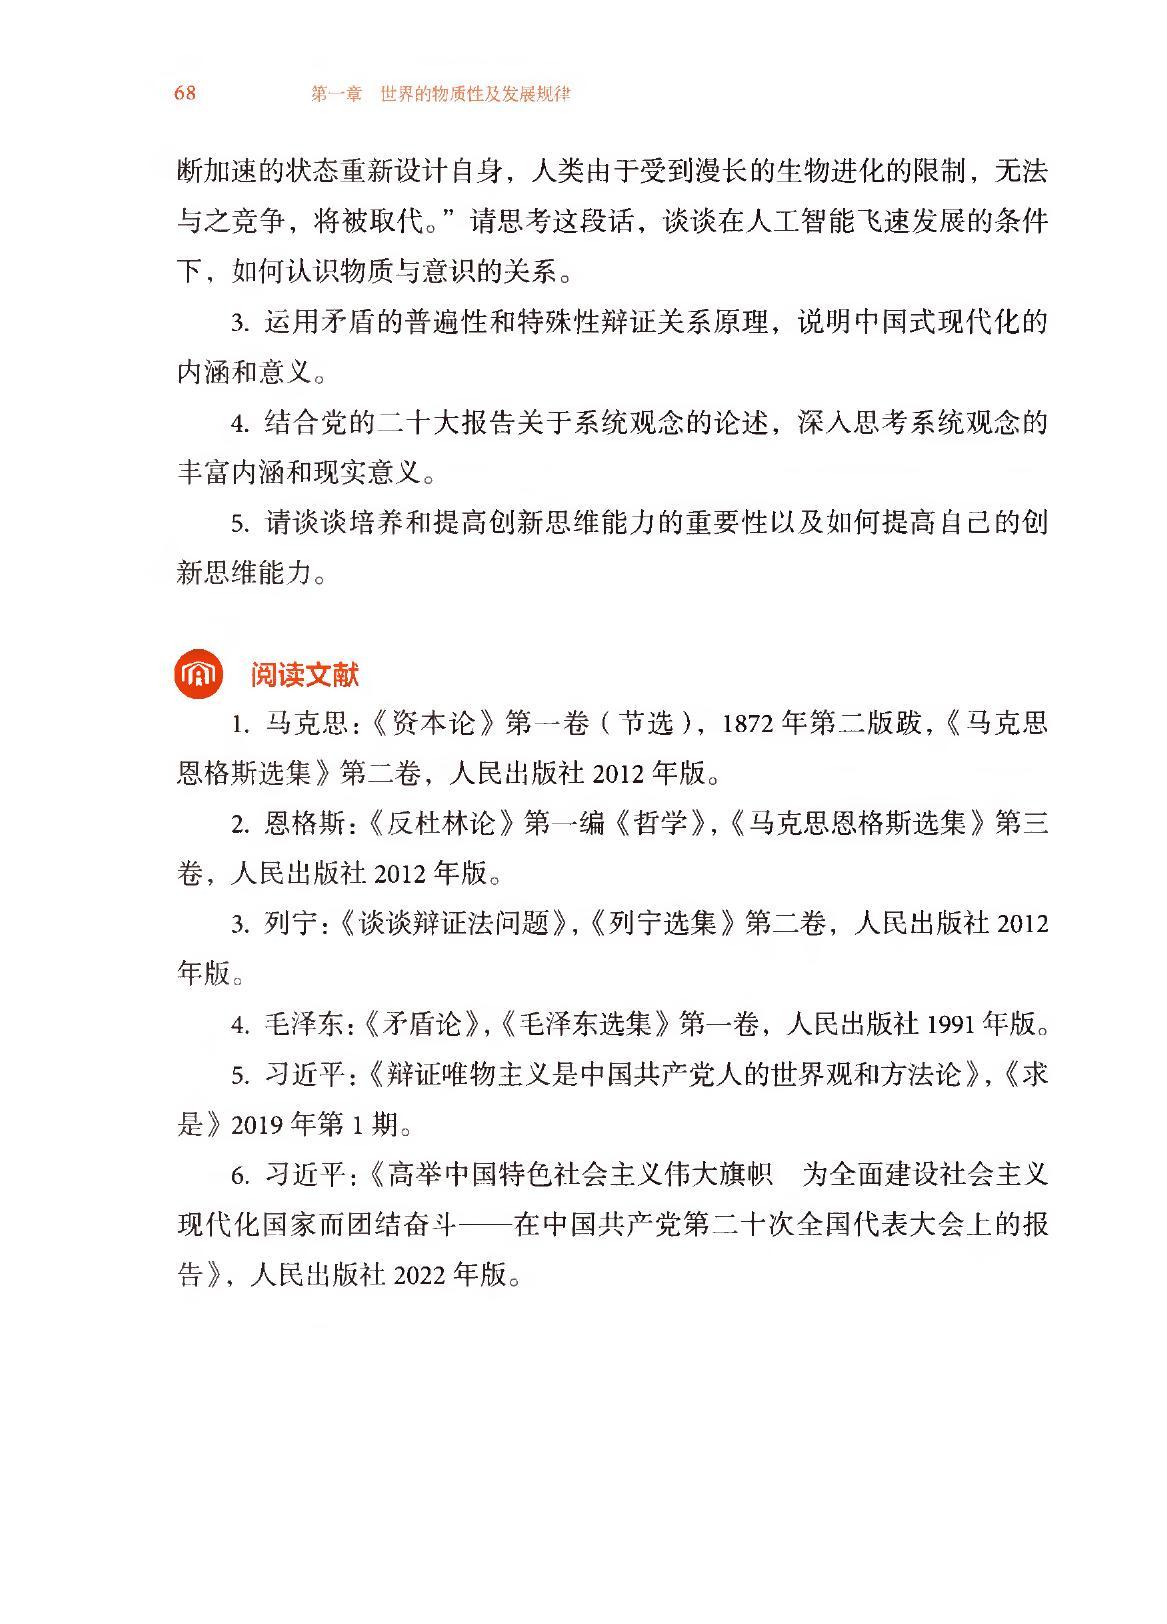 68 第一章 世界的物质性及发展规律
断加速的状态重新设计自身，人类由于受到漫长的生物进化的限制，无法
与之竞争，将被取代。”请思考这段话，谈谈在人工智能飞速发展的条件
下，如何认识物质与意识的关系。
3. 运用矛盾的普遍性和特殊性辩证关系原理，说明中国式现代化的
内涵和意义。
4. 结合党的二十大报告关于系统观念的论述，深入思考系统观念的
丰富内涵和现实意义。
5. 请谈谈培养和提高创新思维能力的重要性以及如何提高自己的创
新思维能力。
阅读文献
1. 马克思：《资本论》第一卷（节选），1872 年第二版跋，《马克思
恩格斯选集》第二卷，人民出版社 2012 年版。
2. 恩格斯：《反杜林论》第一编《哲学》，《马克思恩格斯选集》第三
卷，人民出版社 2012 年版。
3. 列宁：《谈谈辩证法问题》，《列宁选集》第二卷，人民出版社 2012
年版。
4. 毛泽东：《矛盾论》，《毛泽东选集》第一卷，人民出版社 1991 年版。
5. 习近平：《辩证唯物主义是中国共产党人的世界观和方法论》，《求
是》2019 年第 1 期。
6. 习近平：《高举中国特色社会主义伟大旗帜 为全面建设社会主义
现代化国家而团结奋斗——在中国共产党第二十次全国代表大会上的报
告》，人民出版社 2022 年版。